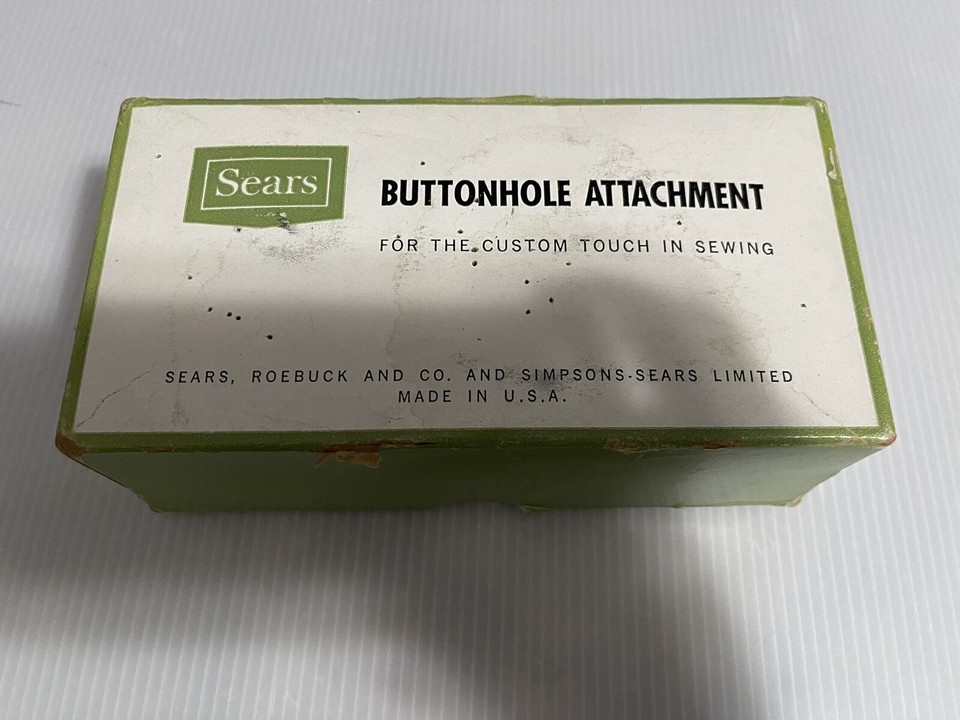 Sears
BUTTONHOLE ATTACHMENT
FOR THE CUSTOM TOUCH IN SEWING
SEARS, ROEBUCK AND CO. AND SIMPSONS-SEARS LIMITED
MADE IN U.S.A.